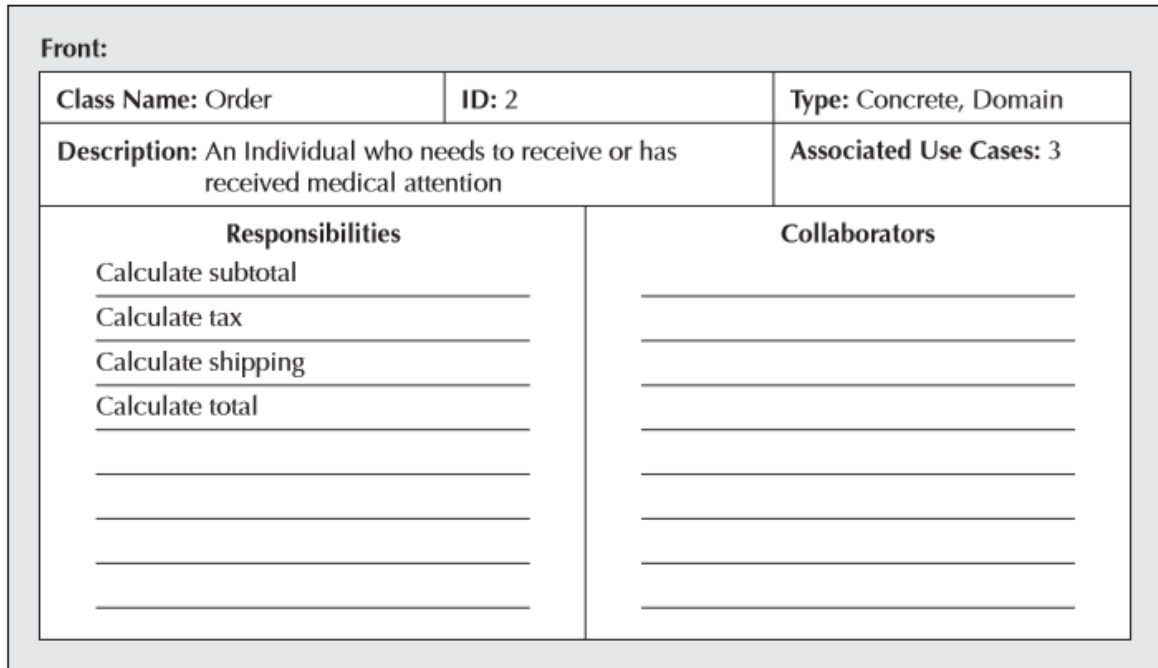 Front:
Class Name: Order
ID: 2
Type: Concrete, Domain
Description: An Individual who needs to receive or has
received medical attention
Associated Use Cases: 3
Responsibilities
Calculate subtotal
Calculate tax
Calculate shipping
Calculate total
Collaborators